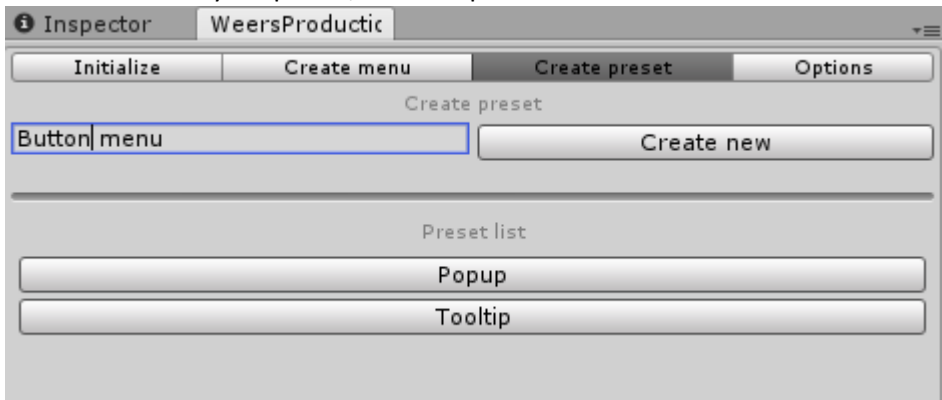 Inspector WeersProductic
Initialize Create menu Create preset Options
Create preset
Button menu Create new
Preset list
Popup
Tooltip